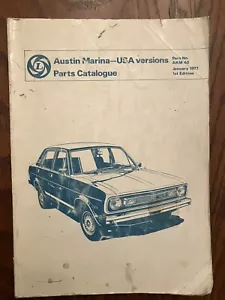 Austin Marina—USA versions
Parts Catalogue
Part No.
AKM 42
January 1977
1st Edition
L